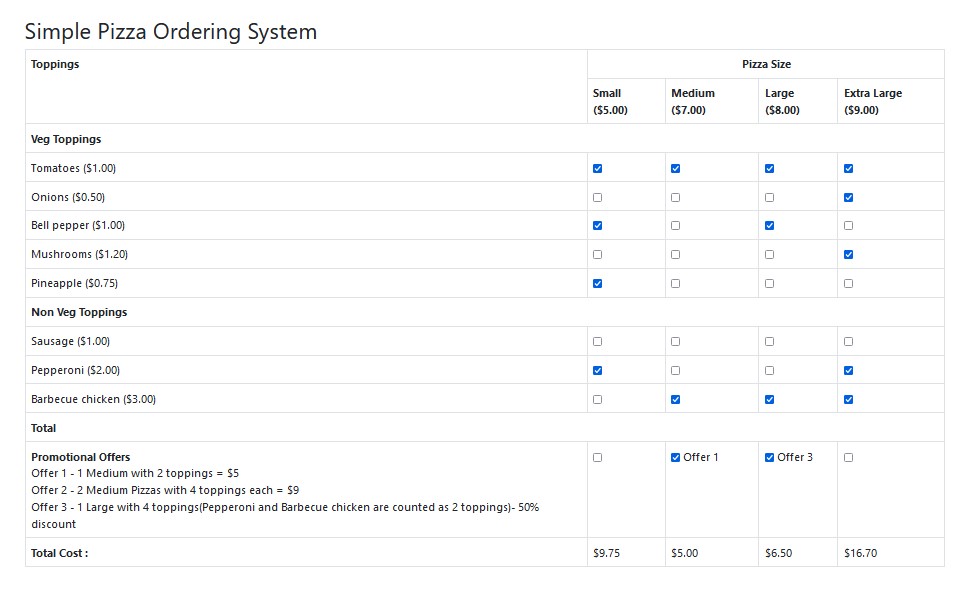 Simple Pizza Ordering System
Toppings
Pizza Size
Small
($5.00)
Medium
($7.00)
Large
($8.00)
Extra Large
($9.00)
Veg Toppings
Tomatoes ($1.00)
Onions ($0.50)
Bell pepper ($1.00)
Mushrooms ($1.20)
Pineapple ($0.75)
Non Veg Toppings
Sausage ($1.00)
Pepperoni ($2.00)
Barbecue chicken ($3.00)
Total
Promotional Offers
Offer 1 - 1 Medium with 2 toppings = $5
Offer 2 - 2 Medium Pizzas with 4 toppings each = $9
Offer 3 - 1 Large with 4 toppings(Pepperoni and Barbecue chicken are counted as 2 toppings)- 50%
discount
Offer 1
Offer 3
Total Cost :
$9.75
$5.00
$6.50
$16.70